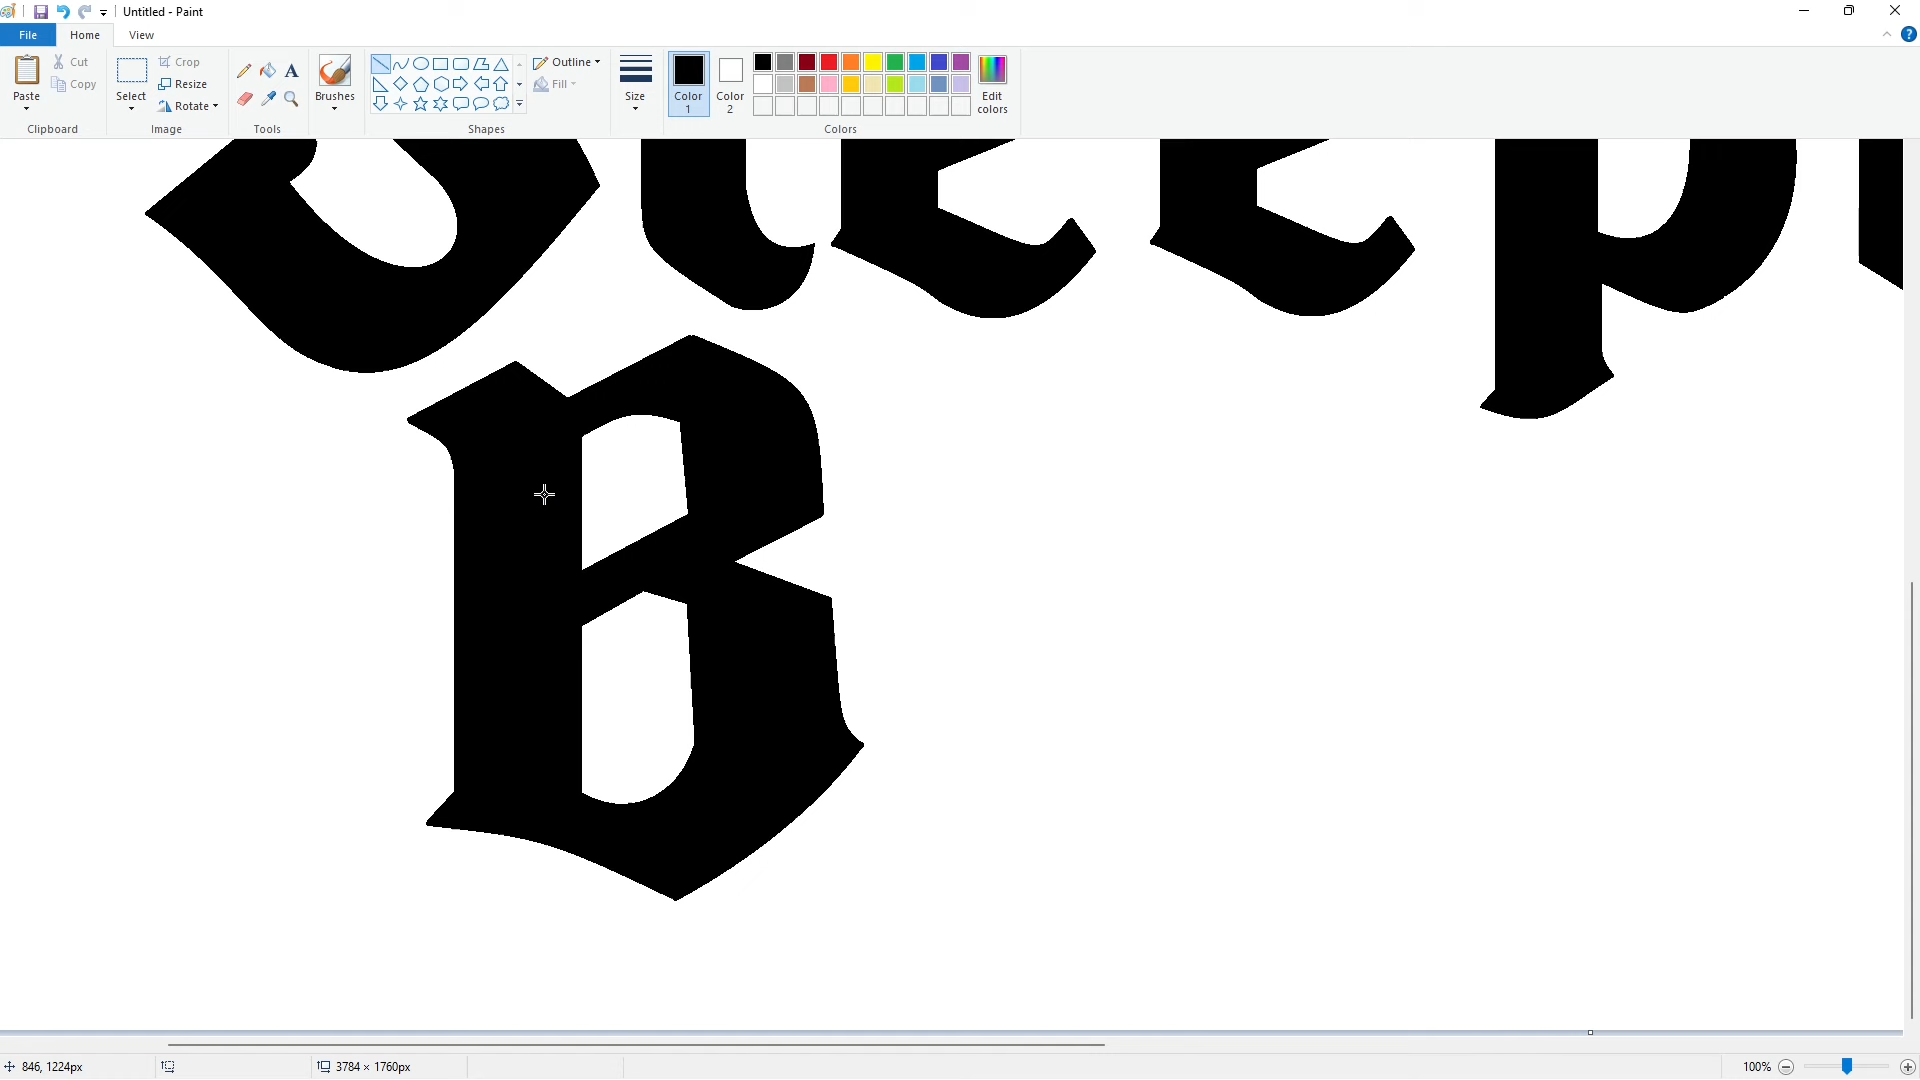 Untitled - Paint
File Home View
Paste
Cut
Copy
Clipboard
Select
Crop
Resize
Rotate
Image
Tools
Brushes
Shapes
Outline
Fill
Size
Color 1
Color 2
Edit colors
Colors
Sleep
B
846, 1224px
3784 × 1760px
100%